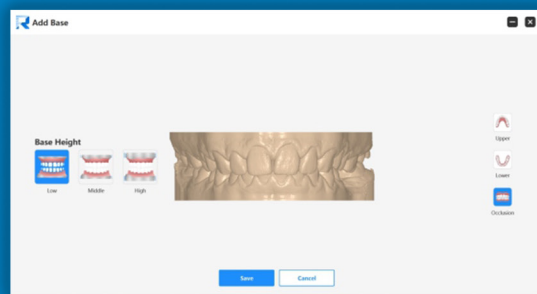 Add Base
Base Height
Low
Middle
High
Upper
Lower
Occlusion
Save
Cancel